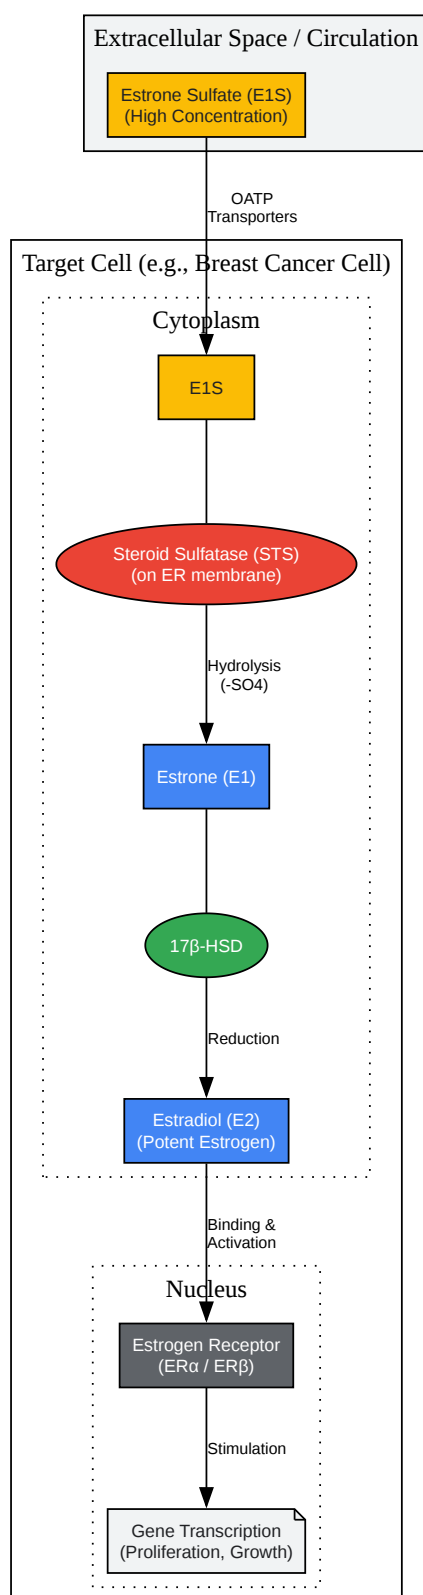 Extracellular Space / Circulation
Estrone Sulfate (E1S)
(High Concentration)
OATP
Transporters
Target Cell (e.g., Breast Cancer Cell)
Cytoplasm
E1S
Steroid Sulfatase (STS)
(on ER membrane)
Hydrolysis
(-SO4)
Estrone (E1)
17β-HSD
Reduction
Estradiol (E2)
(Potent Estrogen)
Binding &
Activation
Nucleus
Estrogen Receptor
(ERα / ERβ)
Stimulation
Gene Transcription
(Proliferation, Growth)